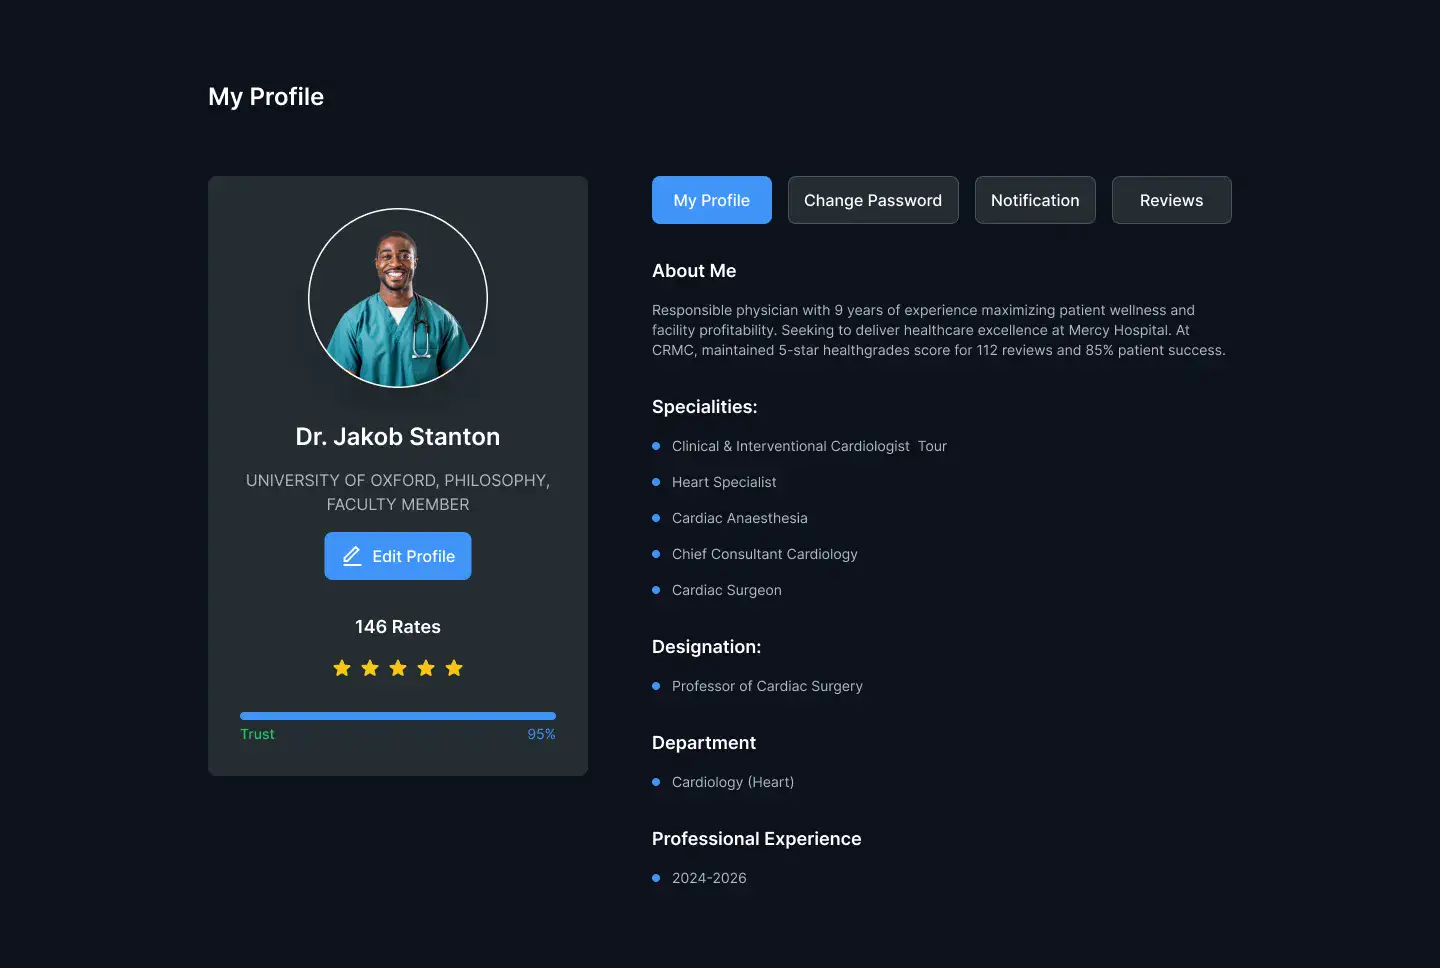 My Profile
Dr. Jakob Stanton
UNIVERSITY OF OXFORD, PHILOSOPHY,
FACULTY MEMBER
Edit Profile
146 Rates
Trust 95%
My Profile Change Password Notification Reviews
About Me
Responsible physician with 9 years of experience maximizing patient wellness and
facility profitability. Seeking to deliver healthcare excellence at Mercy Hospital. At
CRMC, maintained 5-star healthgrades score for 112 reviews and 85% patient success.
Specialities:
Clinical & Interventional Cardiologist  Tour
Heart Specialist
Cardiac Anaesthesia
Chief Consultant Cardiology
Cardiac Surgeon
Designation:
Professor of Cardiac Surgery
Department
Cardiology (Heart)
Professional Experience
2024-2026